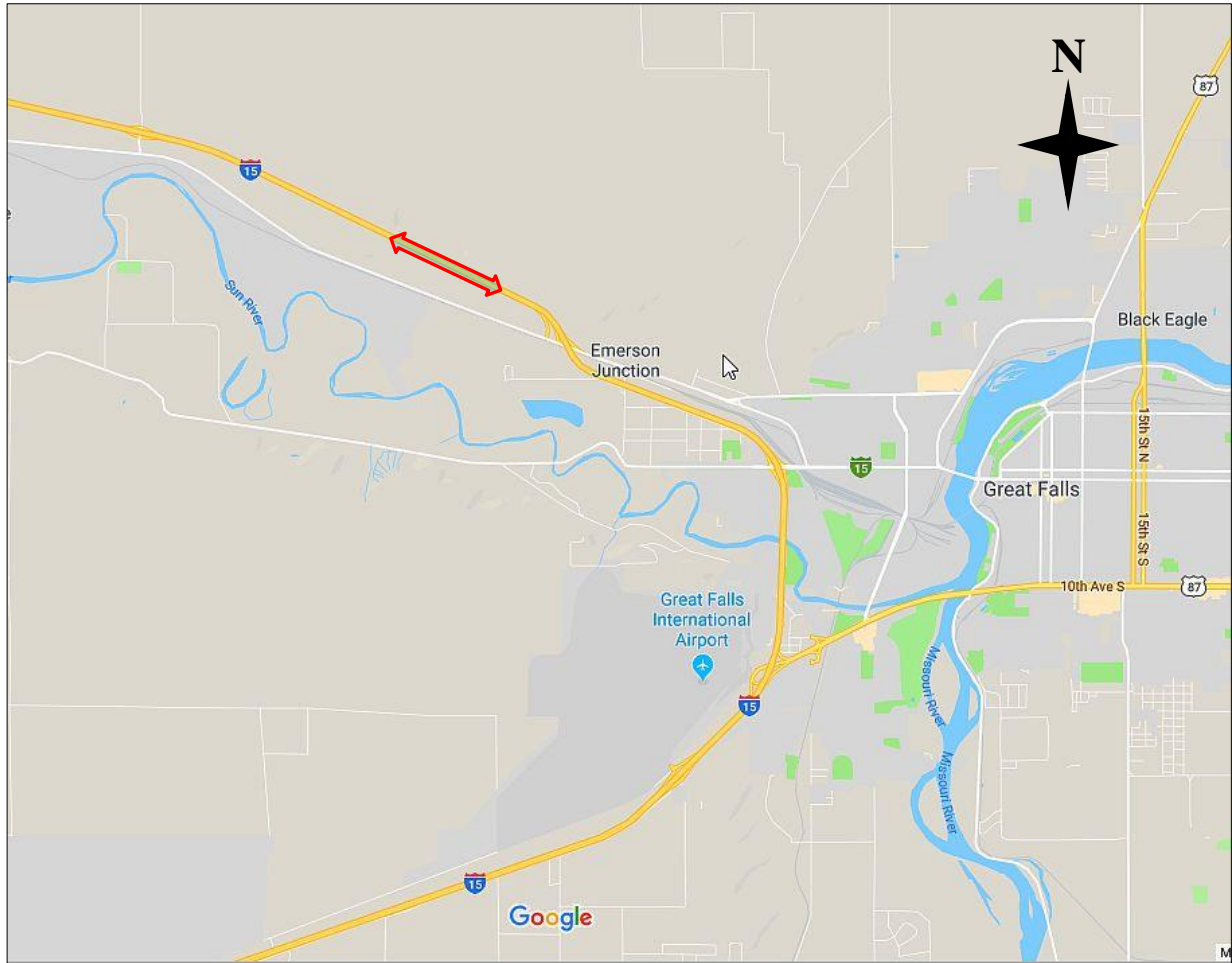 N
87
15
Sun River
Black Eagle
Emerson
Junction
15th St N
15
Great Falls
15th St S
10th Ave S
87
Great Falls
International
Airport
Missouri River
15
Missouri River
15
Google
M